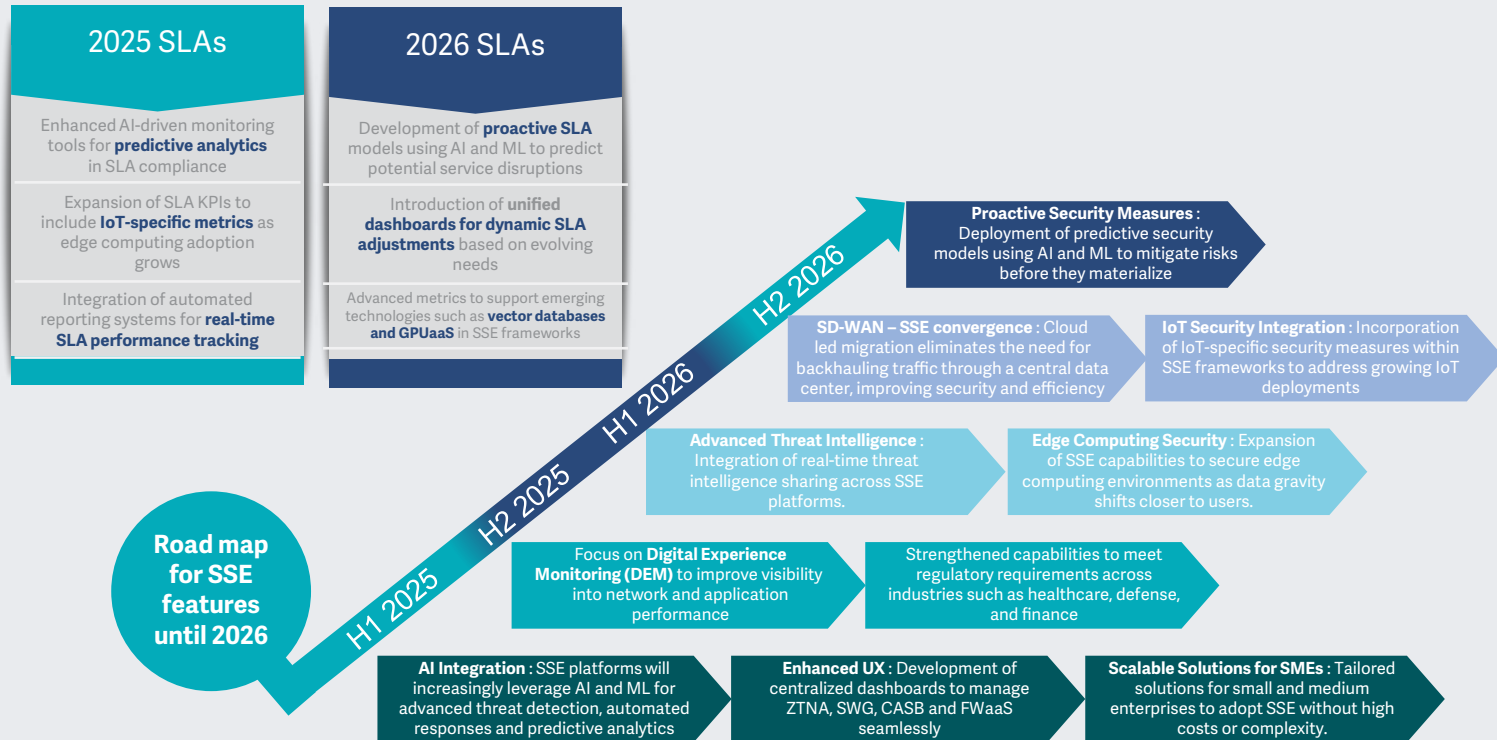 2025 SLAs
Enhanced AI-driven monitoring
tools for predictive analytics
in SLA compliance
Expansion of SLA KPIs to
include IoT-specific metrics as
edge computing adoption
grows
Integration of automated
reporting systems for real-time
SLA performance tracking
2026 SLAs
Development of proactive SLA
models using AI and ML to predict
potential service disruptions
Introduction of unified
dashboards for dynamic SLA
adjustments based on evolving
needs
Advanced metrics to support emerging
technologies such as vector databases
and GPUaaS in SSE frameworks
Road map
for SSE
features
until 2026
H1 2025
H2 2025
H1 2026
H2 2026
Proactive Security Measures :
Deployment of predictive security
models using AI and ML to mitigate risks
before they materialize
SD-WAN – SSE convergence : Cloud
led migration eliminates the need for
backhauling traffic through a central data
center, improving security and efficiency
IoT Security Integration : Incorporation
of IoT-specific security measures within
SSE frameworks to address growing IoT
deployments
Advanced Threat Intelligence :
Integration of real-time threat
intelligence sharing across SSE
platforms.
Edge Computing Security : Expansion
of SSE capabilities to secure edge
computing environments as data gravity
shifts closer to users.
Focus on Digital Experience
Monitoring (DEM) to improve visibility
into network and application
performance
Strengthened capabilities to meet
regulatory requirements across
industries such as healthcare, defense,
and finance
AI Integration : SSE platforms will
increasingly leverage AI and ML for
advanced threat detection, automated
responses and predictive analytics
Enhanced UX : Development of
centralized dashboards to manage
ZTNA, SWG, CASB and FWaaS
seamlessly
Scalable Solutions for SMEs : Tailored
solutions for small and medium
enterprises to adopt SSE without high
costs or complexity.